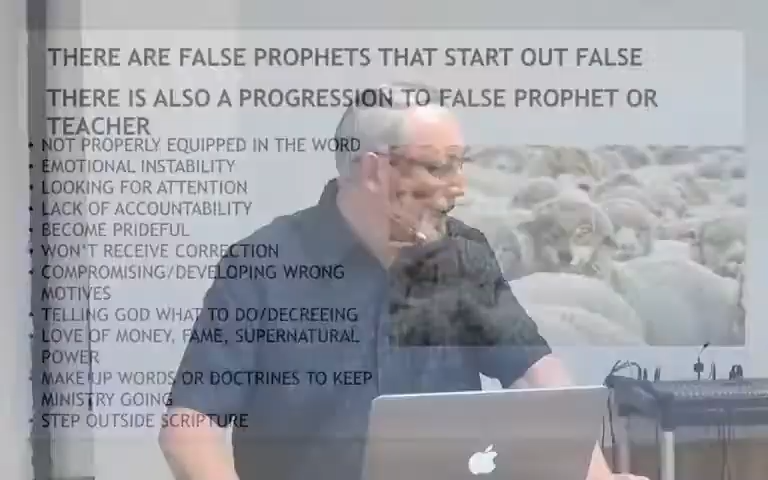 THERE ARE FALSE PROPHETS THAT START OUT FALSE
THERE IS ALSO A PROGRESSION TO FALSE PROPHET OR
TEACHER
• NOT PROPERLY EQUIPPED IN THE WORD
• EMOTIONAL INSTABILITY
• LOOKING FOR ATTENTION
• LACK OF ACCOUNTABILITY
• BECOME PRIDEFUL
• WON'T RECEIVE CORRECTION
• COMPROMISING/DEVELOPING WRONG
MOTIVES
• TELLING GOD WHAT TO DO/DECREEING
• LOVE OF MONEY, FAME, SUPERNATURAL
POWER
• MAKE UP WORDS OR DOCTRINES TO KEEP
MINISTRY GOING
• STEP OUTSIDE SCRIPTURE